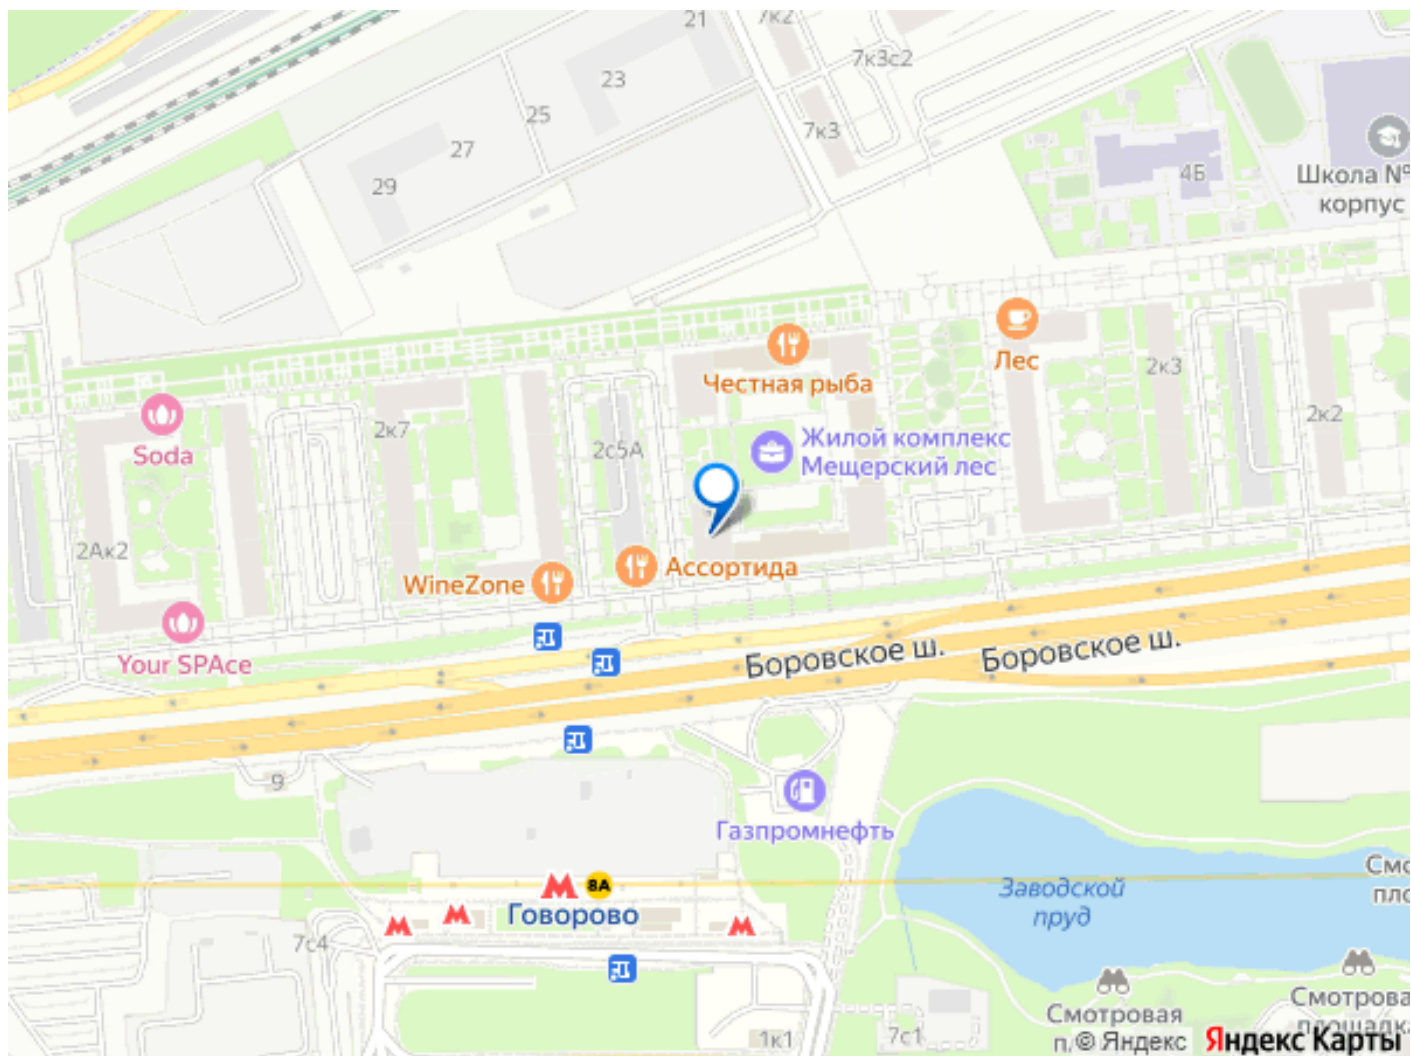 21
7к2
23
7к3с2
25
7к3
27
29
4Б
Школа №
корпус
Лес
Честная рыба
2к3
2к7
2к2
Soda
2с5А
Жилой комплекс
Мещерский лес
2Ак2
WineZone
Ассортида
Your SPAce
Боровское ш.
Боровское ш.
9
Газпромнефть
8А
Говорово
Заводской
пруд
7с4
Смотровая
1к1
7с1
© Яндекс
Яндекс Карты